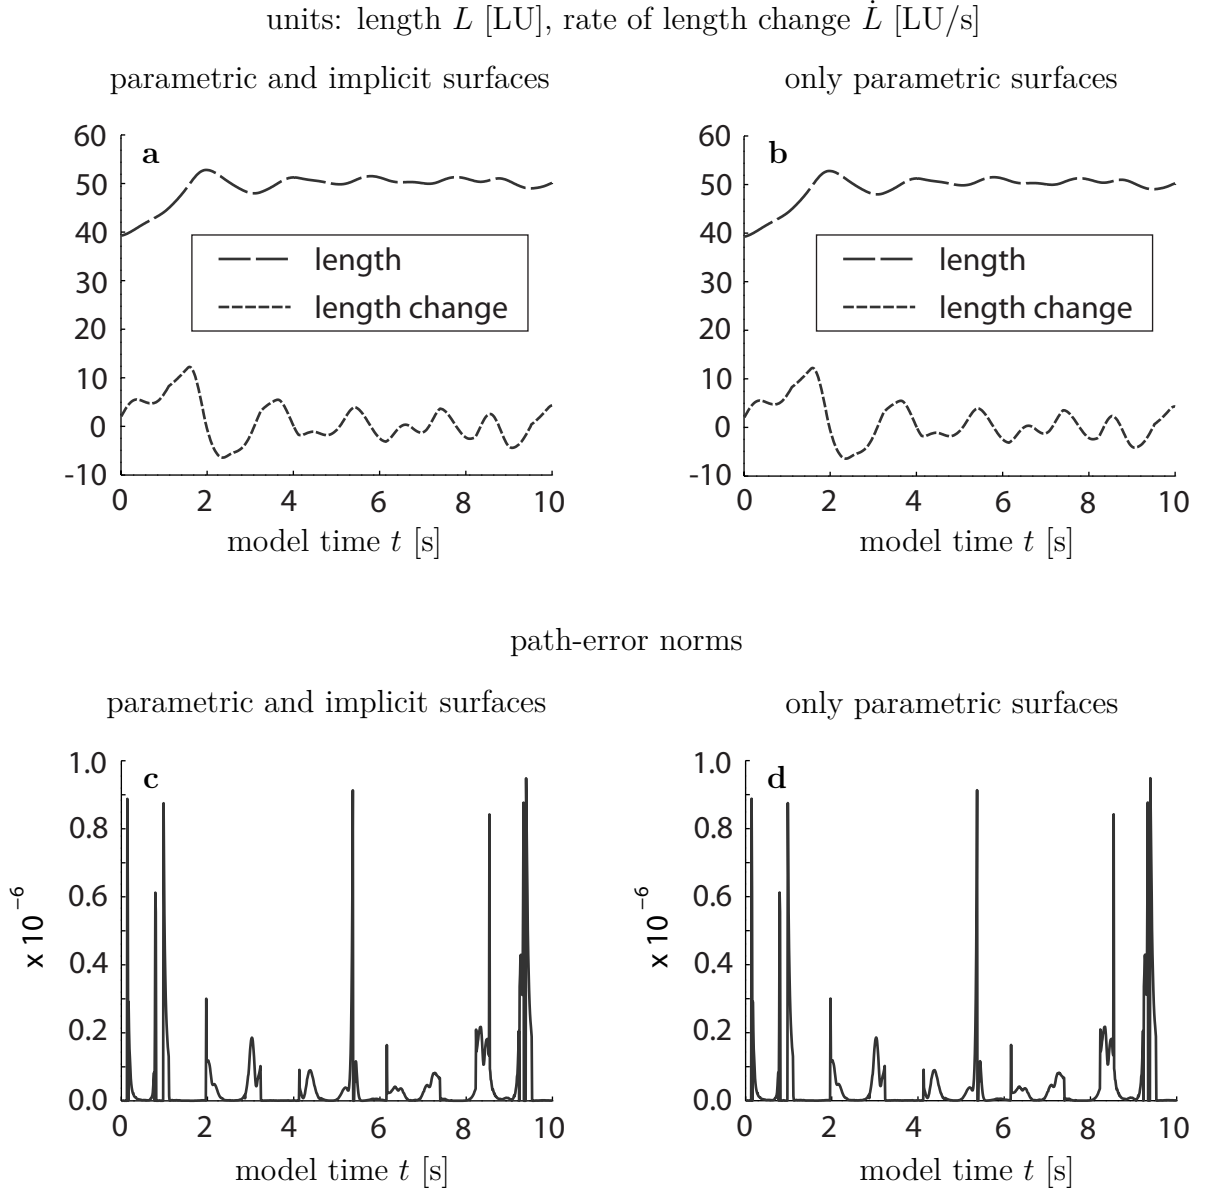 units: length L [LU], rate of length change L̇ [LU/s]
parametric and implicit surfaces
only parametric surfaces
a
60
50
40
30
20
10
0
-10
length
length change
0 2 4 6 8 10
model time t [s]
b
60
50
40
30
20
10
0
-10
length
length change
0 2 4 6 8 10
model time t [s]
path-error norms
parametric and implicit surfaces
only parametric surfaces
c
1.0
0.8
0.6
0.4
0.2
0.0
x 10⁻⁶
0 2 4 6 8 10
model time t [s]
d
1.0
0.8
0.6
0.4
0.2
0.0
x 10⁻⁶
0 2 4 6 8 10
model time t [s]